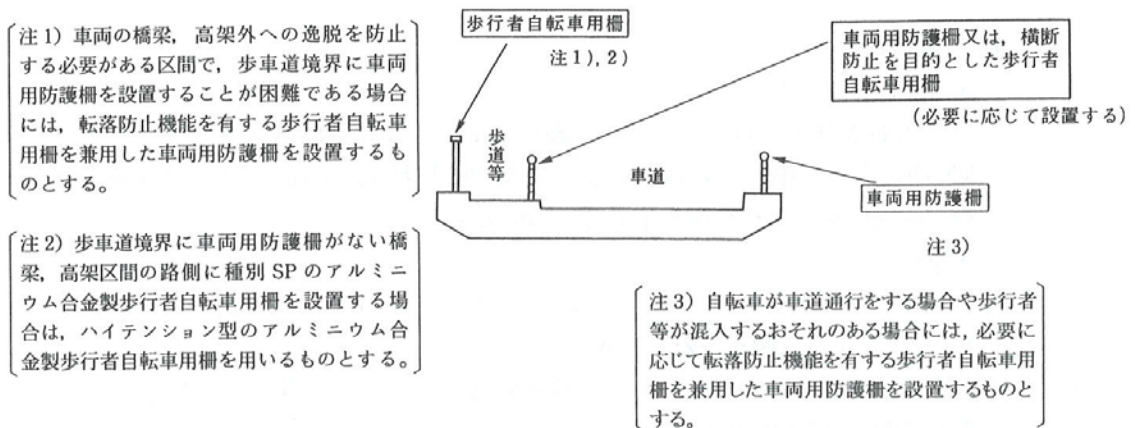 注1）車両の橋梁，高架外への逸脱を防止
する必要がある区間で，歩車道境界に車両
用防護柵を設置することが困難である場合
には，転落防止機能を有する歩行者自転車
用柵を兼用した車両用防護柵を設置するも
のとする。
注2）歩車道境界に車両用防護柵がない橋
梁，高架区間の路側に種別SPのアルミニ
ウム合金製歩行者自転車用柵を設置する場
合は，ハイテンション型のアルミニウム合
金製歩行者自転車用柵を用いるものとする。
歩行者自転車用柵
注1），2）
歩道等
車道
車両用防護柵又は，横断
防止を目的とした歩行者
自転車用柵
（必要に応じて設置する）
車両用防護柵
注3）
注3）自転車が車道通行をする場合や歩行者
等が混入するおそれのある場合には，必要に
応じて転落防止機能を有する歩行者自転車用
柵を兼用した車両用防護柵を設置するものと
する。